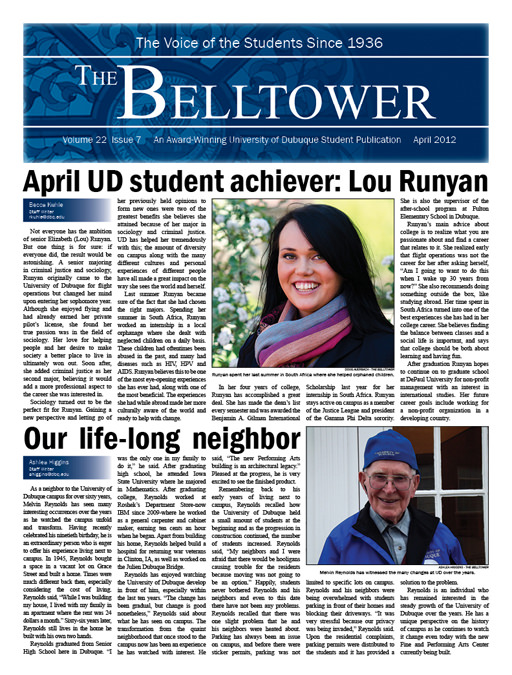 The Voice of the Students Since 1936
THE BELLTOWER
Volume 22 Issue 7 An Award-Winning University of Dubuque Student Publication April 2012
April UD student achiever: Lou Runyan
Becca Kuhle
Staff Writer
Not everyone has the ambition
of senior Elizabeth (Lou) Runyan.
But one thing is for sure: if
everyone did, the result would be
astonishing. A senior majoring
in criminal justice and sociology,
Runyan originally came to the
University of Dubuque for flight
operations but changed her mind
upon entering her sophomore year.
Although she enjoyed flying and
had already earned her private
pilot's license, she found her
true passion was in the field of
sociology. Her love for helping
people and her desire to make
society a better place to live in
ultimately won out. Soon after,
she added criminal justice as her
second major, believing it would
add a more professional aspect to
the career she was interested in.
Sociology turned out to be the
perfect fit for Runyan. Gaining a
new perspective and letting go of
her previously held opinions to
form new ones were two of the
greatest benefits she believes she
attained because of her major in
sociology and criminal justice.
UD has helped her tremendously
with this; the amount of diversity
on campus along with the many
different cultures and personal
experiences of different people
have all made a great impact on the
way she sees the world and herself.
Last summer Runyan became
sure of the fact that she had chosen
the right majors. Spending her
summer in South Africa, Runyan
worked an internship in a local
orphanage where she dealt with
neglected children on a daily basis.
These children had oftentimes been
abused in the past, and many had
diseases such as HIV, HPV and
AIDS. Runyan believes this to be one
of the most eye-opening experiences
she has ever had, along with one of
the most beneficial. The experiences
she had while abroad made her more
culturally aware of the world and
ready to help with change.
Runyan spent her last summer in South Africa where she helped orphaned children.
In her four years of college,
Runyan has accomplished a great
deal. She has made the dean's list
every semester and was awarded the
Benjamin A. Gilman International
Scholarship last year for her
internship in South Africa. Runyan
stays active on campus as a member
of the Justice League and president
of the Gamma Phi Delta sorority.
She is also the supervisor of the
after-school program at Fulton
Elementary School in Dubuque.
Runyan's main advice about
college is to realize what you are
passionate about and find a career
that relates to it. She realized early
that flight operations was not the
career for her after asking herself,
"Am I going to want to do this
when I wake up 30 years from
now?" She also recommends doing
something outside the box, like
studying abroad. Her time spent in
South Africa turned into one of the
best experiences she has had in her
college career. She believes finding
the balance between classes and a
social life is important, and says
that college should be both about
learning and having fun.
After graduation Runyan hopes
to continue on to graduate school
at DePaul University for non-profit
management with an interest in
international studies. Her future
career goals include working for
a non-profit organization in a
developing country.
Our life-long neighbor
Ashlee Higgins
Staff Writer
As a neighbor to the University of
Dubuque campus for over sixty years,
Melvin Reynolds has seen many
interesting occurrences over the years
as he watched the campus unfold
and transform. Having recently
celebrated his ninetieth birthday, he is
an extraordinary person who is eager
to offer his experience living next to
campus. In 1945, Reynolds bought
a space in a vacant lot on Grace
Street and built a home. Times were
much different back then, especially
considering the cost of living.
Reynolds said, "While I was building
my house, I lived with my family in
an apartment where the rent was 24
dollars a month." Sixty-six years later,
Reynolds still lives in the home he
built with his own two hands.
Reynolds graduated from Senior
High School here in Dubuque. "I
was the only one in my family to
do it," he said. After graduating
high school, he attended Iowa
State University where he majored
in Mathematics. After graduating
college, Reynolds worked at
Roshek's Department Store-now
IBM since 2009-where he worked
as a general carpenter and cabinet
maker, earning ten cents an hour
when he began. Apart from building
his home, Reynolds helped build a
hospital for returning war veterans
in Clinton, IA, as well as worked on
the Julien Dubuque Bridge.
Reynolds has enjoyed watching
the University of Dubuque develop
in front of him, especially within
the last ten years. "The change has
been gradual, but change is good
nonetheless," Reynolds said about
what he has seen on campus. The
transformation from the quaint
neighborhood that once stood to the
campus now has been an experience
he has watched with interest. He
said, "The new Performing Arts
building is an architectural legacy."
Pleased at the progress, he is very
excited to see the finished product.
Remembering back to his
early years of living next to
campus, Reynolds recalled how
the University of Dubuque held
a small amount of students at the
beginning and as the progression in
construction continued, the number
of students increased. Reynolds
said, "My neighbors and I were
afraid that there would be hooligans
causing trouble for the residents
because moving was not going to
be an option." Happily, students
never bothered Reynolds and his
neighbors and even to this date
there have not been any problems.
Reynolds recalled that there was
one slight problem that he and
his neighbors were heated about.
Parking has always been an issue
on campus, and before there were
sticker permits, parking was not
ASHLEA HIGGINS - THE BELLTOWER
Melvin Reynolds has witnessed the many changes at UD over the years.
limited to specific lots on campus.
Reynolds and his neighbors were
being overwhelmed with students
parking in front of their homes and
blocking their driveways. "It was
very stressful because our privacy
was being invaded," Reynolds said.
Upon the residential complaints,
parking permits were distributed to
the students and it has provided a
solution to the problem.
Reynolds is an individual who
has remained interested in the
steady growth of the University of
Dubuque over the years. He has a
unique perspective on the history
of campus as he continues to watch
it change even today with the new
Fine and Performing Arts Center
currently being built.